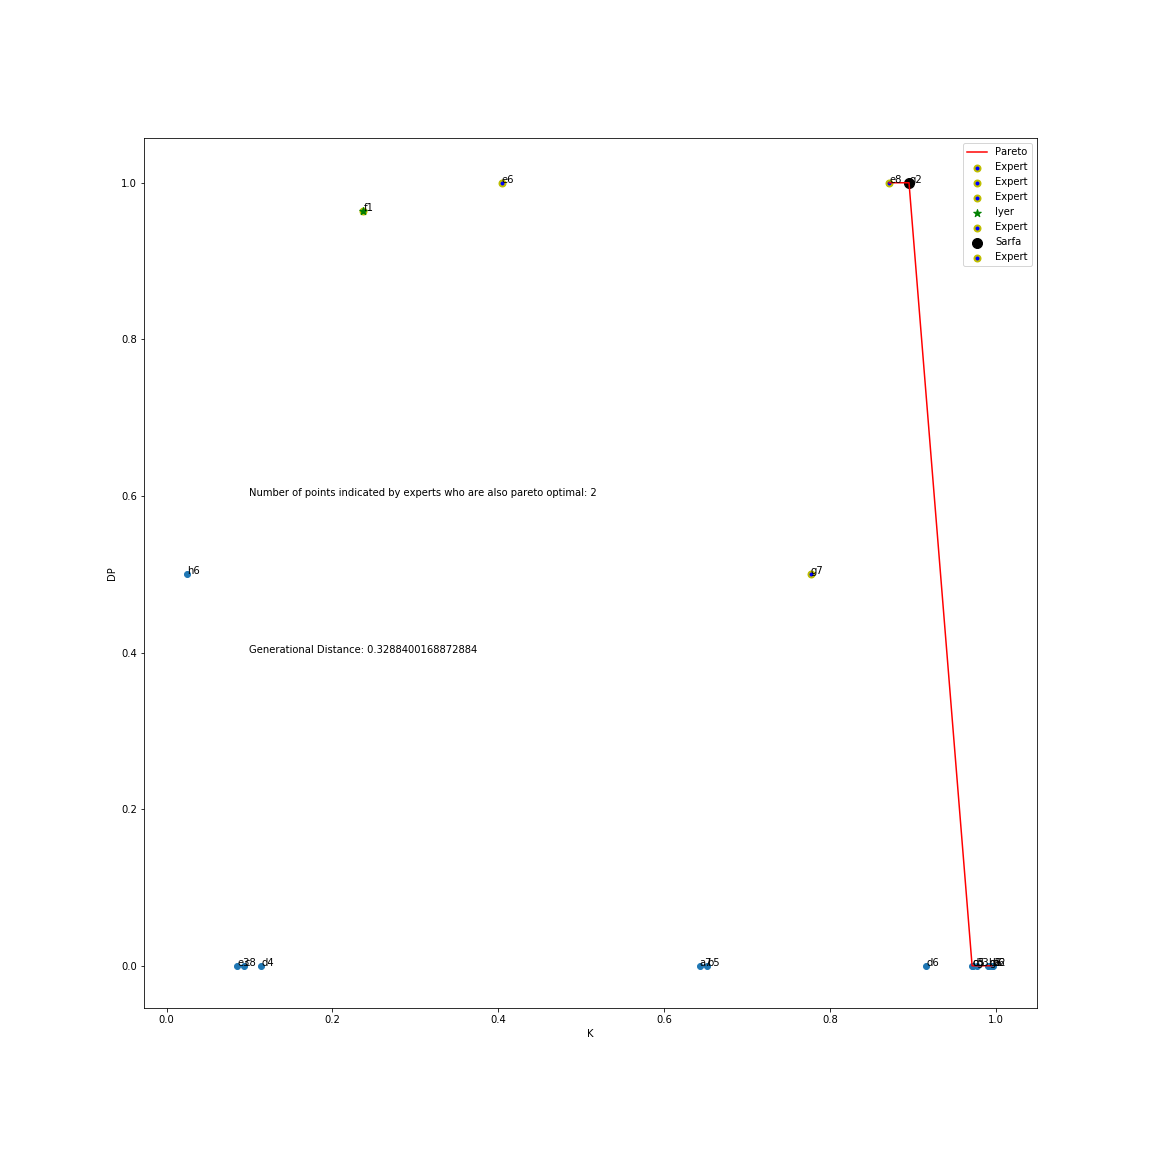 Pareto
Expert
Expert
Expert
Iyer
Expert
Sarfa
Expert
1.0
e6
e8
f1
0.8
Number of points indicated by experts who are also pareto optimal: 2
0.6
DP
h6
g7
Generational Distance: 0.3288400168872884
0.4
0.2
0.0
d4
d6
0.0
0.2
0.4
0.6
0.8
1.0
K